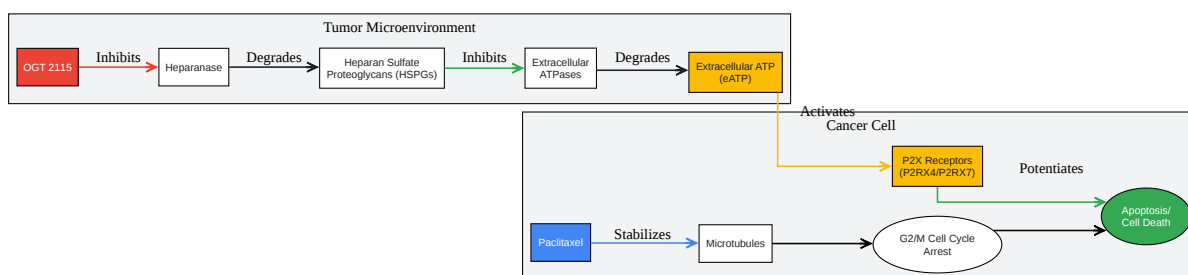 Tumor Microenvironment
OGT 2115
Inhibits
Heparanase
Degrades
Heparan Sulfate
Proteoglycans (HSPGs)
Inhibits
Extracellular
ATPases
Degrades
Extracellular ATP
(eATP)
Activates
Cancer Cell
P2X Receptors
(P2RX4/P2RX7)
Potentiates
Apoptosis/
Cell Death
Paclitaxel
Stabilizes
Microtubules
G2/M Cell Cycle
Arrest